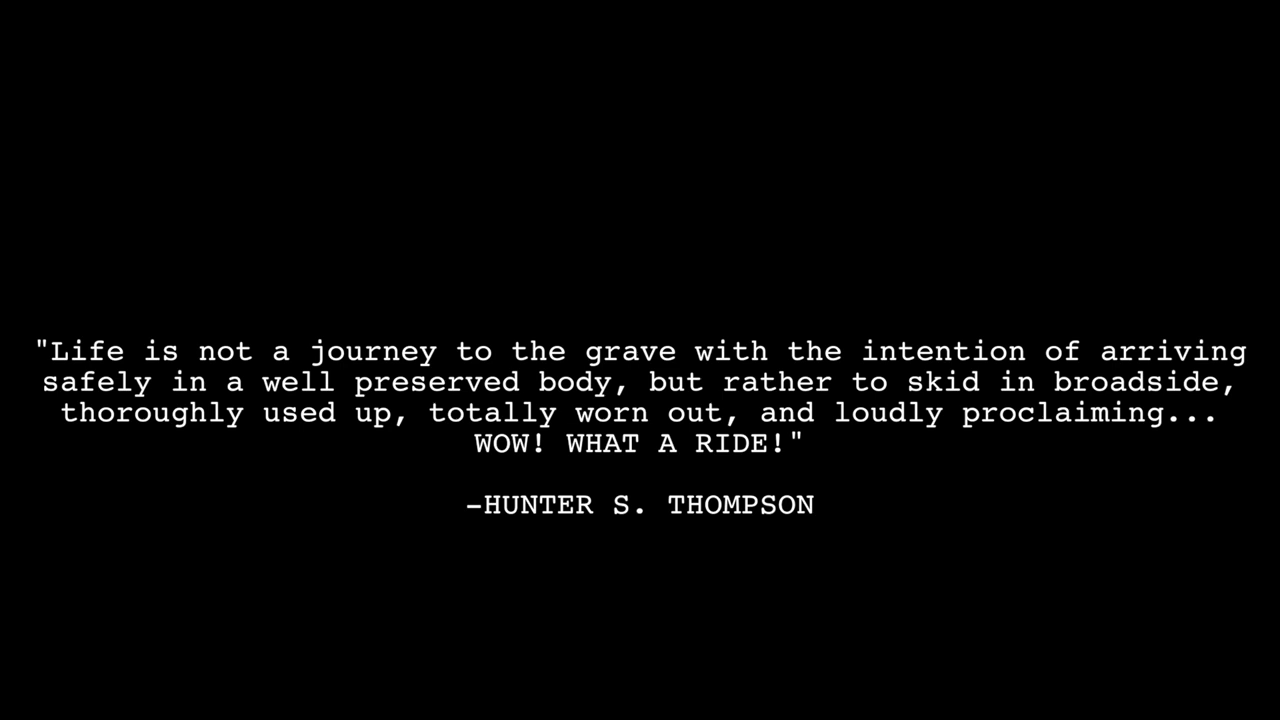 "Life is not a journey to the grave with the intention of arriving
safely in a well preserved body, but rather to skid in broadside,
thoroughly used up, totally worn out, and loudly proclaiming...
WOW! WHAT A RIDE!"
-HUNTER S. THOMPSON